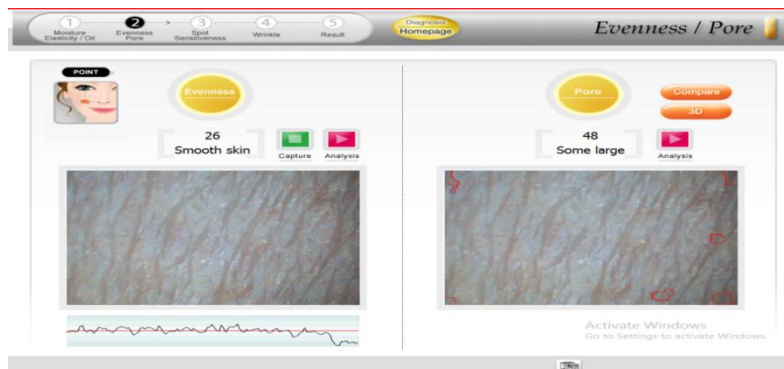 1 2 3 4 5
Moisture Elasticity / Oil
Evenness Pore
Spot Sensitiveness
Wrinkle
Result
Diagnosis Homepage
Evenness / Pore
POINT
Evenness
26
Smooth skin
Capture
Analysis
Pore
Compare
3D
48
Some large
Analysis
Activate Windows
Go to Settings to activate Windows.